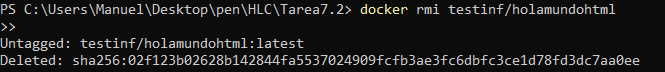 PS C:\Users\Manuel\Desktop\pen\HLC\Tarea7.2> docker rmi testinf/holamundohtml
>>
Untagged: testinf/holamundohtml:latest
Deleted: sha256:02f123b02628b142844fa5537024909fcfb3ae3fc6dbfc3ce1d78fd3dc7aa0ee